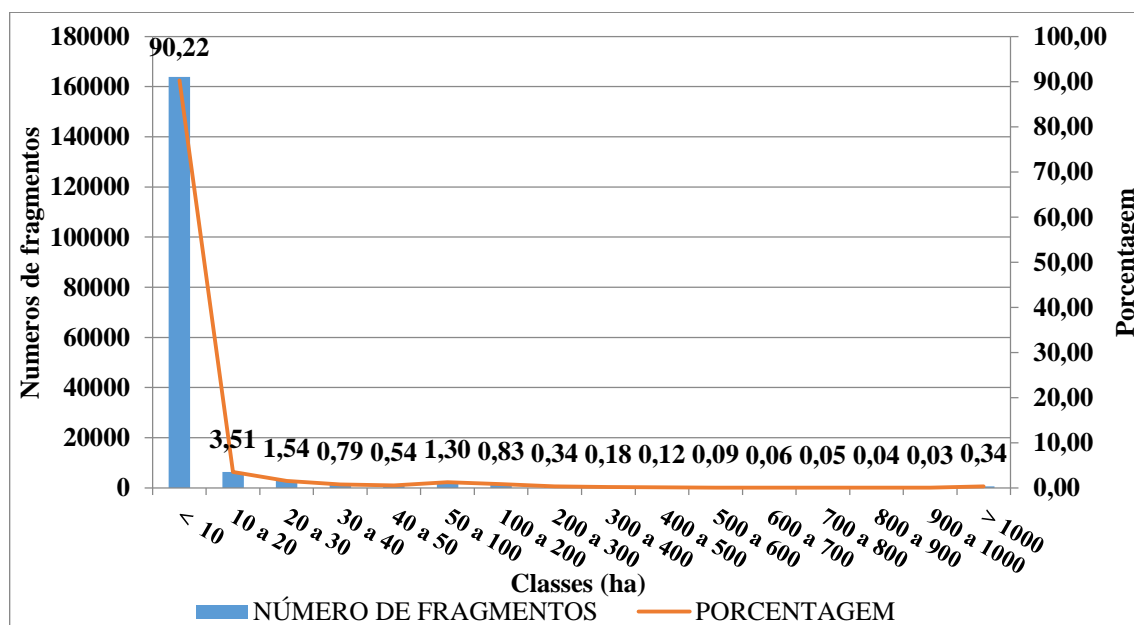 180000
160000
140000
120000
100000
80000
60000
40000
20000
0
Numeros de fragmentos
90,22 3,51 1,54 0,79 0,54 1,30 0,83 0,34 0,18 0,12 0,09 0,06 0,05 0,04 0,03 0,34
100,00
90,00
80,00
70,00
60,00
50,00
40,00
30,00
20,00
10,00
0,00
Porcentagem
< 10
10 a 20
20 a 30
30 a 40
40 a 50
50 a 100
100 a 200
200 a 300
300 a 400
400 a 500
500 a 600
600 a 700
700 a 800
800 a 900
900 a 1000
> 1000
Classes (ha)
NÚMERO DE FRAGMENTOS PORCENTAGEM